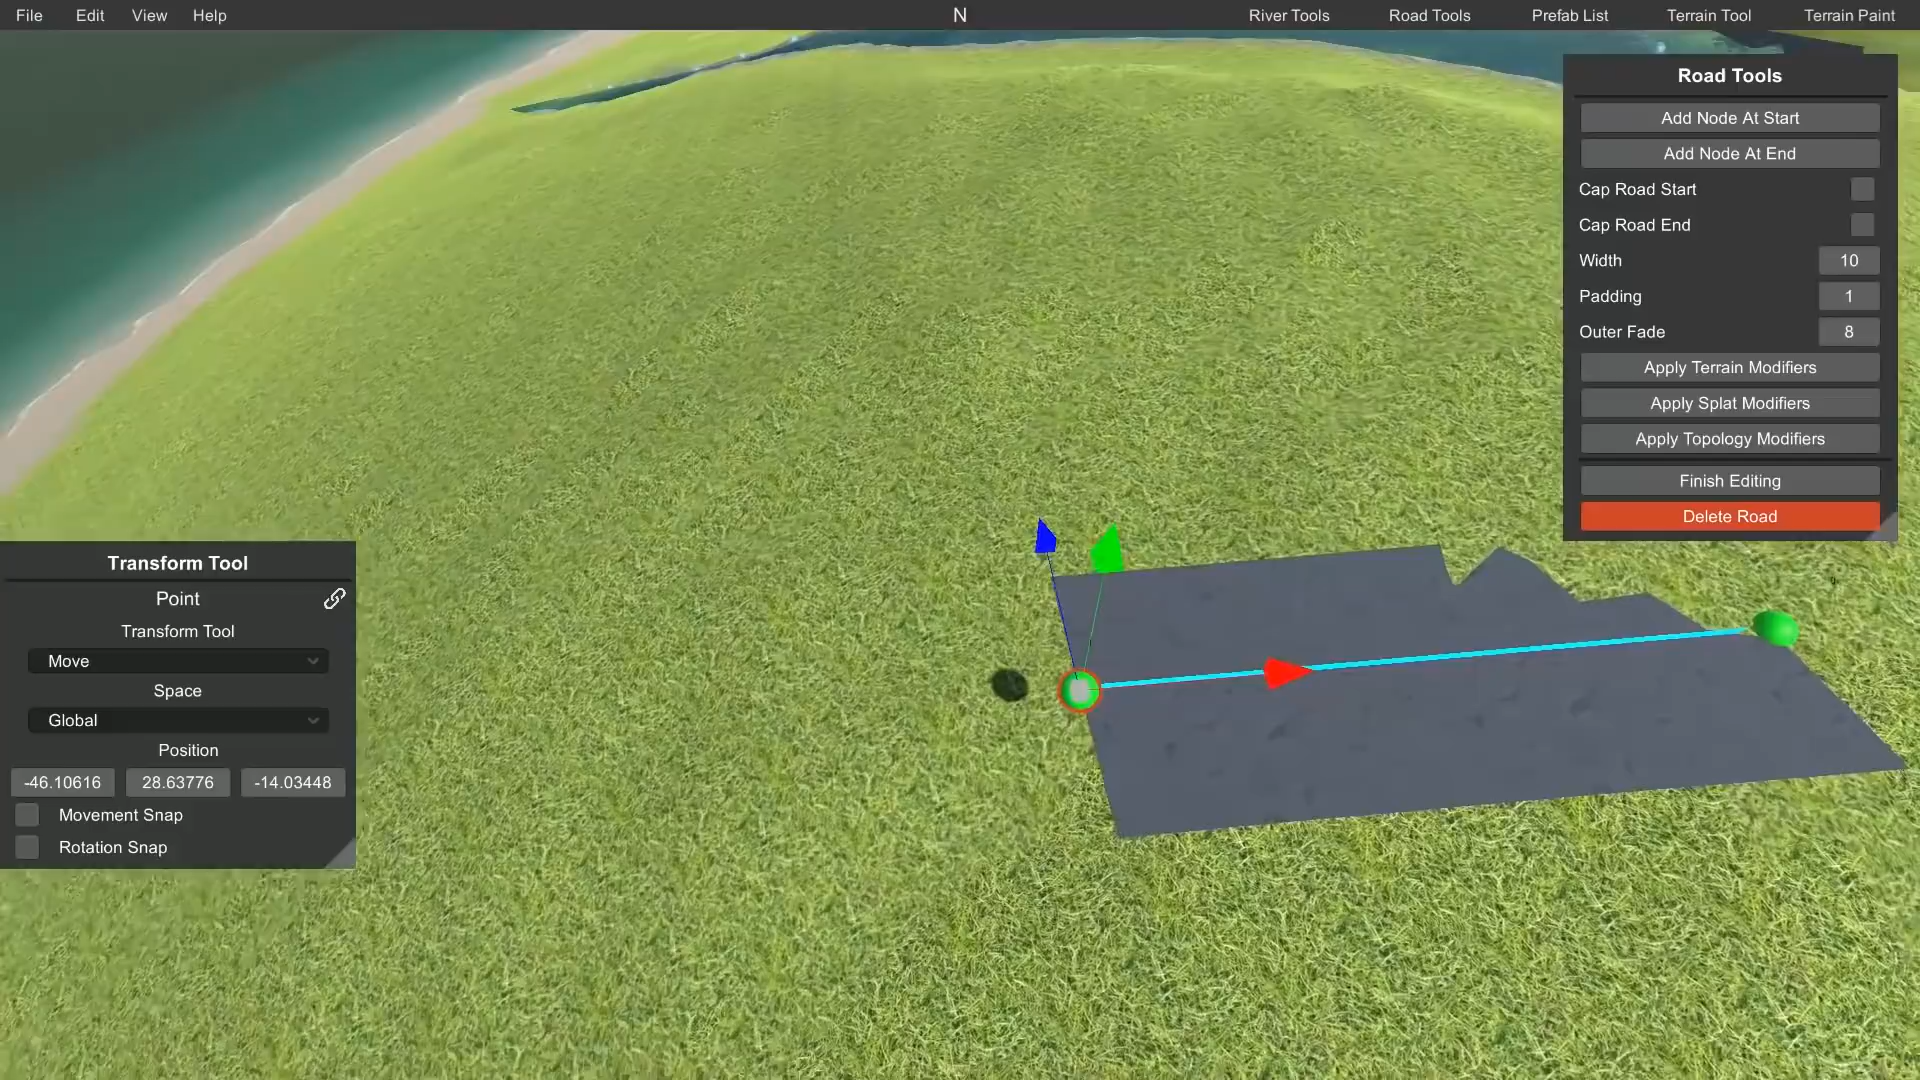 File Edit View Help N River Tools Road Tools Prefab List Terrain Tool Terrain Paint
Road Tools
Add Node At Start
Add Node At End
Cap Road Start
Cap Road End
Width 10
Padding 1
Outer Fade 8
Apply Terrain Modifiers
Apply Splat Modifiers
Apply Topology Modifiers
Finish Editing
Delete Road
Transform Tool
Point
Transform Tool
Move
Space
Global
Position
-46.10616 28.63776 -14.03448
Movement Snap
Rotation Snap